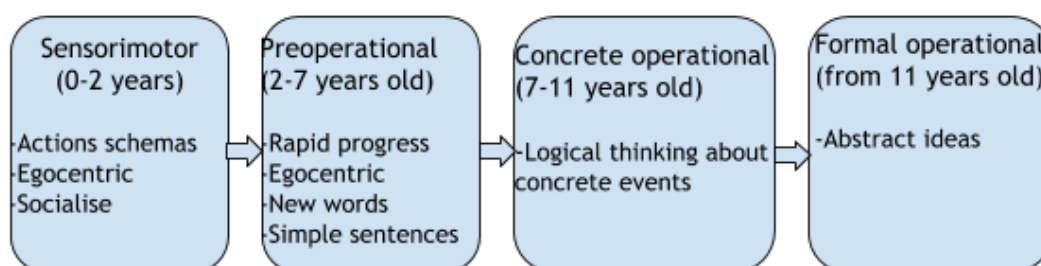 Sensorimotor
(0-2 years)
-Actions schemas
-Egocentric
-Socialise
Preoperational
(2-7 years old)
-Rapid progress
-Egocentric
-New words
-Simple sentences
Concrete operational
(7-11 years old)
-Logical thinking about
concrete events
Formal operational
(from 11 years old)
-Abstract ideas